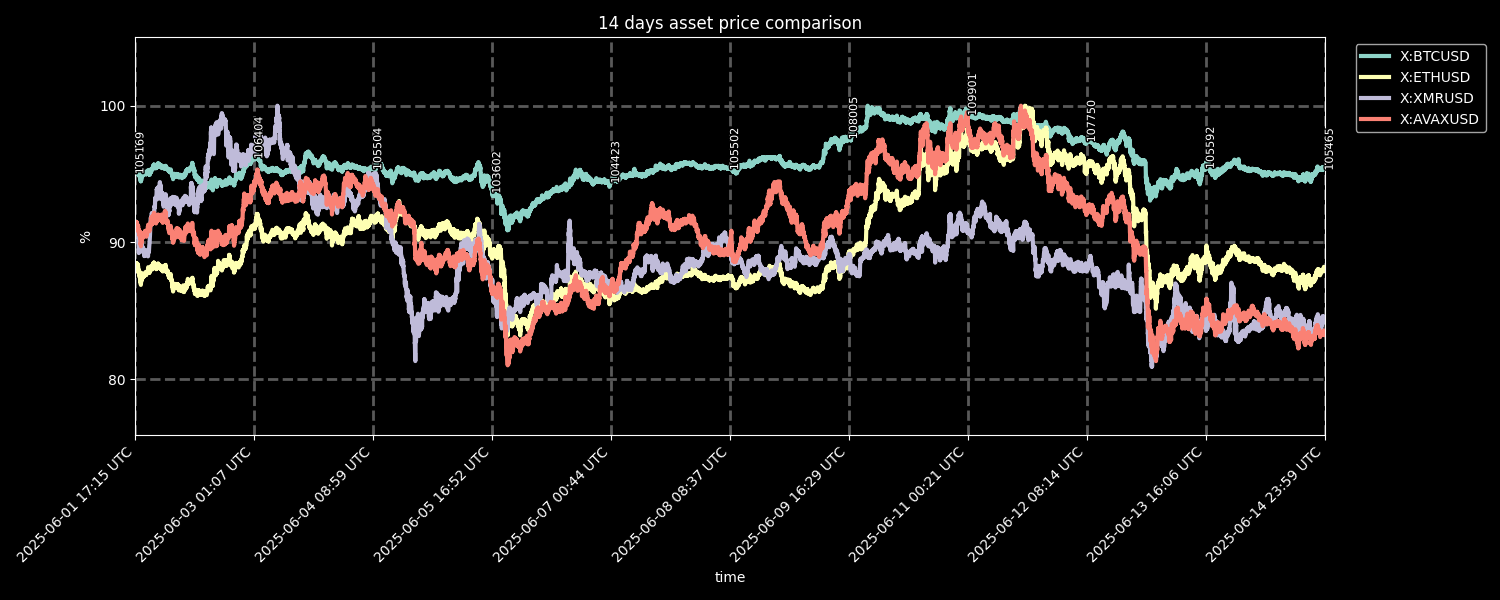 14 days asset price comparison
X:BTCUSD
X:ETHUSD
X:XMRUSD
X:AVAXUSD
100
90
80
%
105169
106404
105504
103602
104423
105502
108005
109901
107750
105592
105465
2025-06-01 17:15 UTC
2025-06-03 01:07 UTC
2025-06-04 08:59 UTC
2025-06-05 16:52 UTC
2025-06-07 00:44 UTC
2025-06-08 08:37 UTC
2025-06-09 16:29 UTC
2025-06-11 00:21 UTC
2025-06-12 08:14 UTC
2025-06-13 16:06 UTC
2025-06-14 23:59 UTC
time